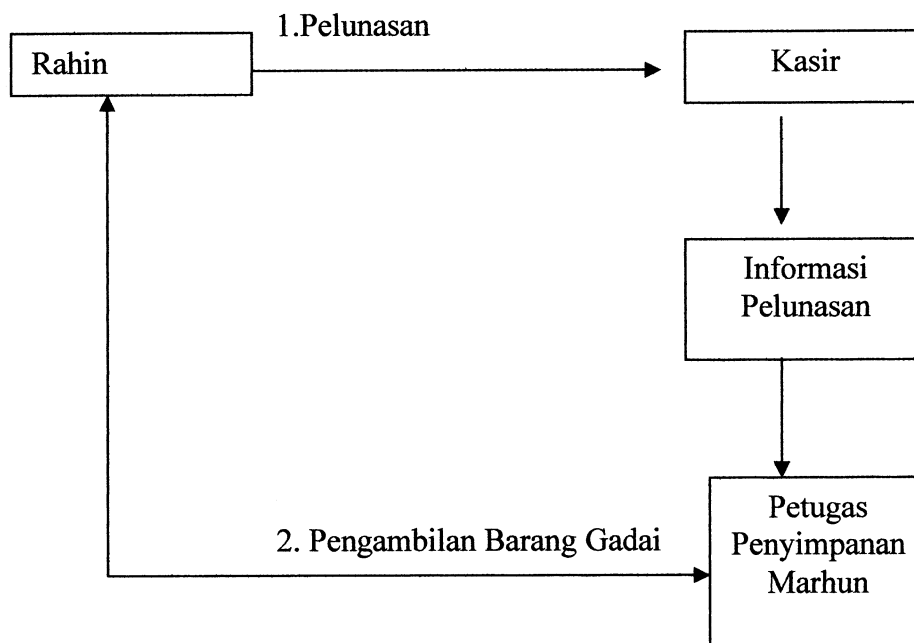 1.Pelunasan
Rahin
Kasir
Informasi
Pelunasan
2. Pengambilan Barang Gadai
Petugas
Penyimpanan
Marhun